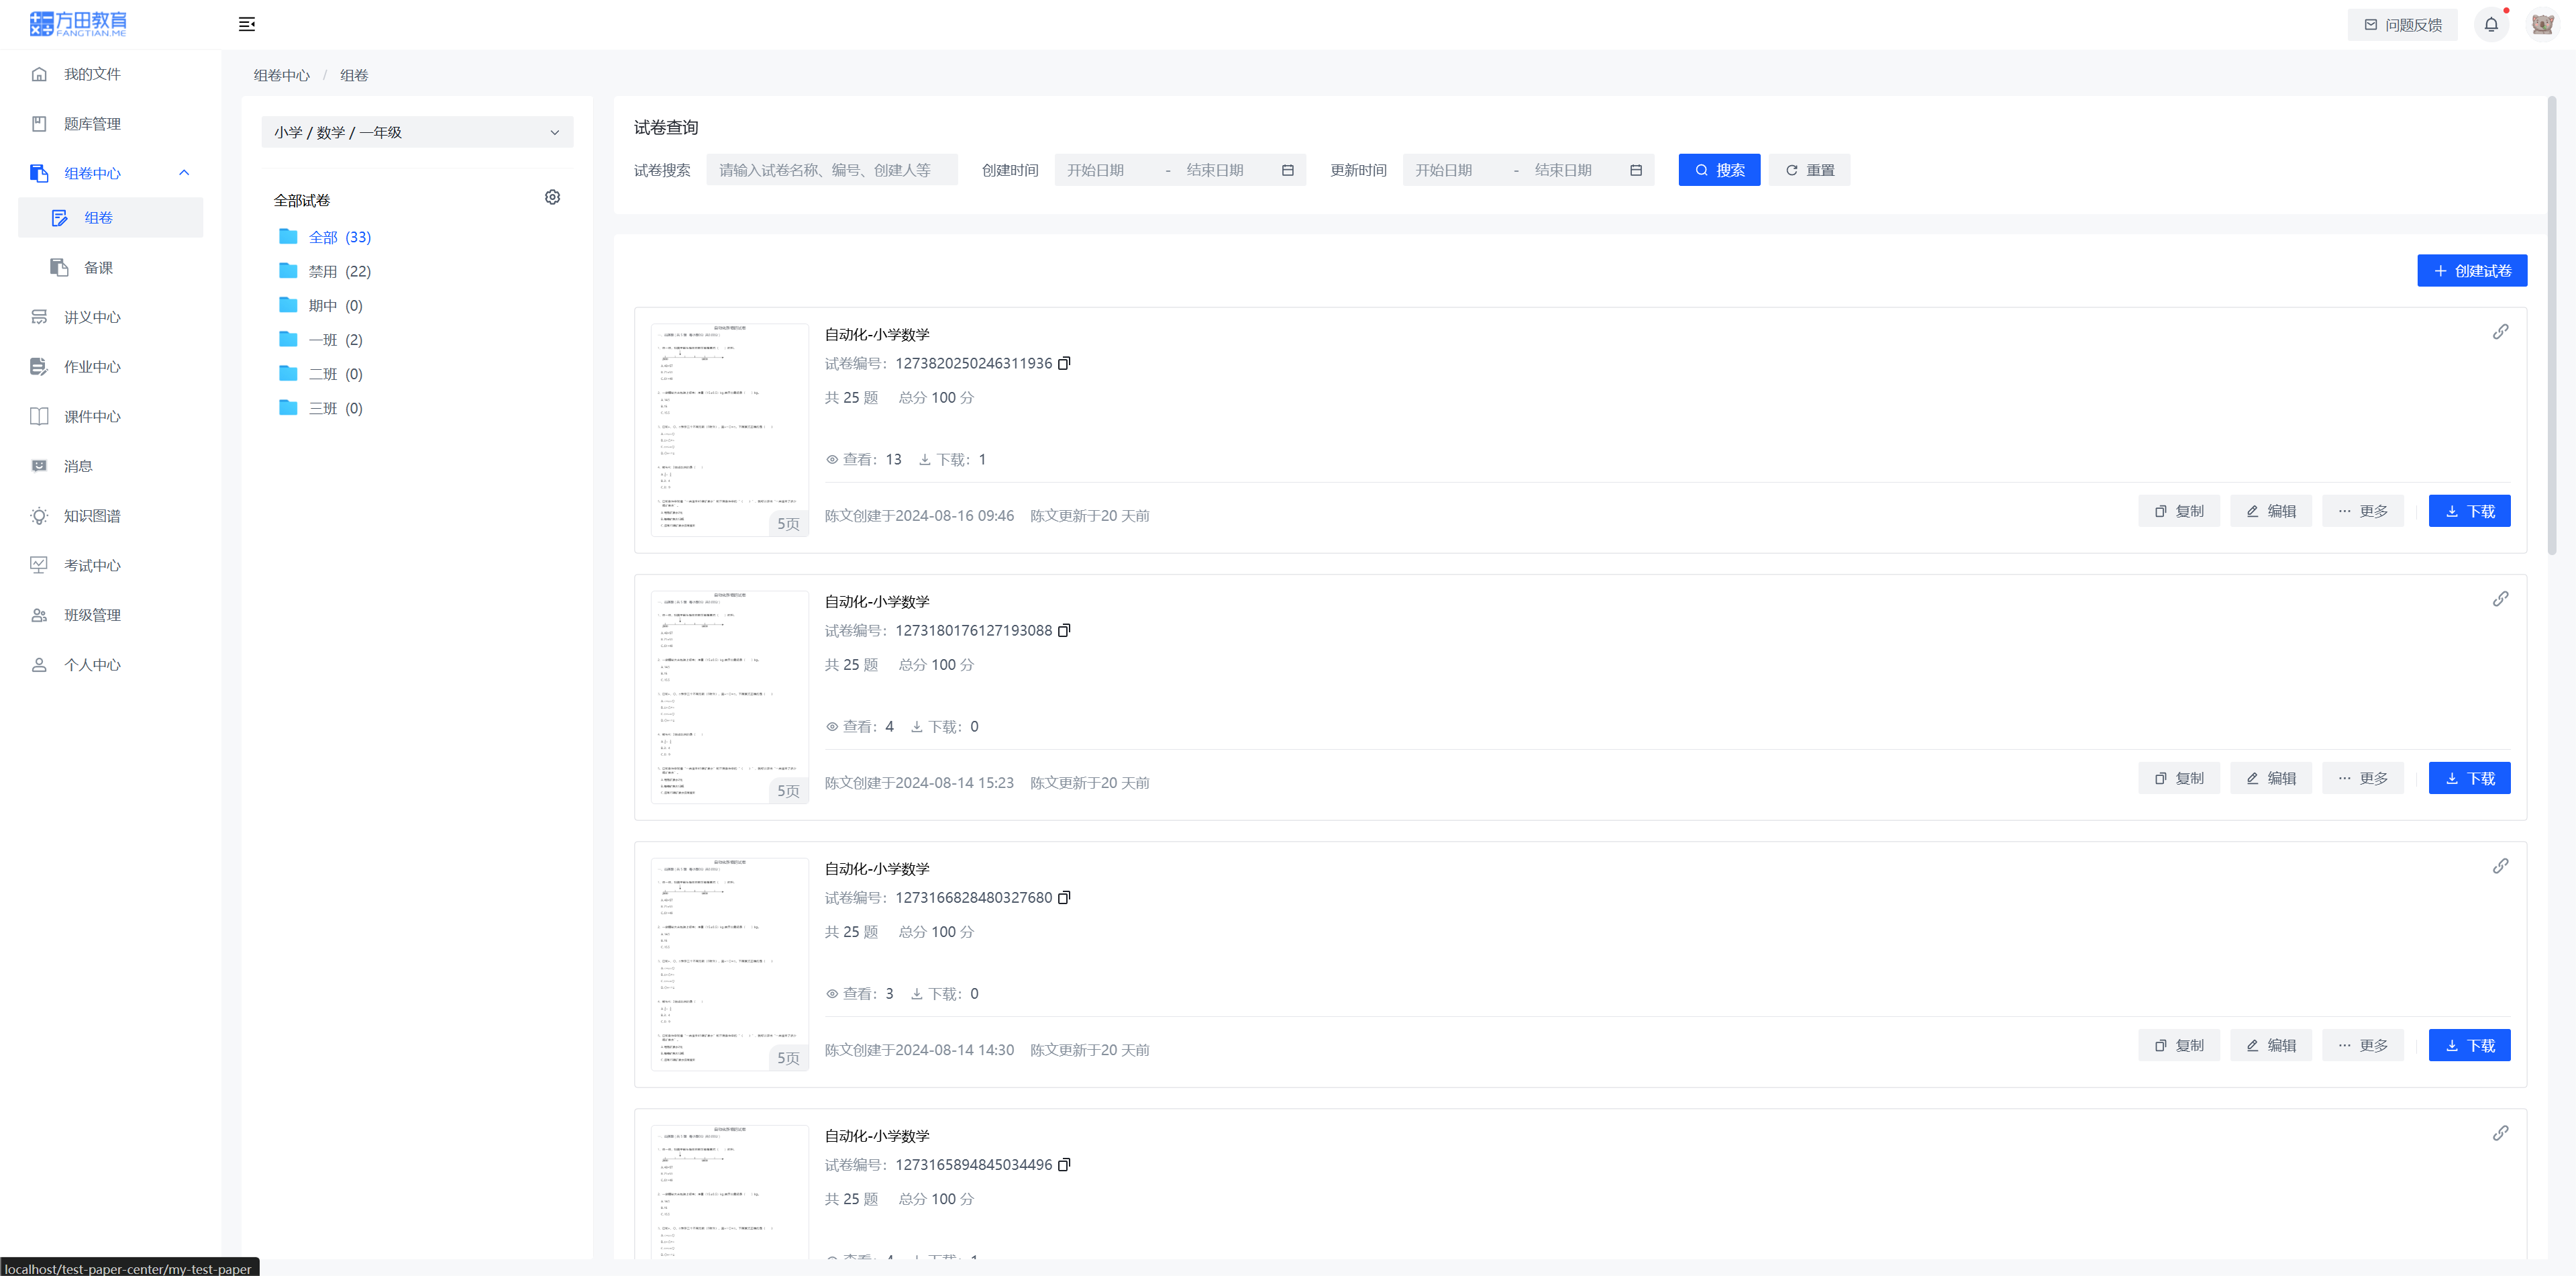 方田教育
FANGTIAN.ME
问题反馈
我的文件
题库管理
组卷中心
组卷
备课
讲义中心
作业中心
课件中心
消息
知识图谱
考试中心
班级管理
个人中心
组卷中心 / 组卷
小学 / 数学 / 一年级
全部试卷
全部 (33)
禁用 (22)
期中 (0)
一班 (2)
二班 (0)
三班 (0)
试卷查询
试卷搜索 请输入试卷名称、编号、创建人等 创建时间 开始日期 - 结束日期 更新时间 开始日期 - 结束日期 搜索 重置
创建试卷
自动化-小学数学
试卷编号： 1273820250246311936
共 25 题 总分 100 分
查看： 13 下载： 1
5页
陈文创建于2024-08-16 09:46 陈文更新于20 天前 复制 编辑 更多 下载
自动化-小学数学
试卷编号： 1273180176127193088
共 25 题 总分 100 分
查看： 4 下载： 0
5页
陈文创建于2024-08-14 15:23 陈文更新于20 天前 复制 编辑 更多 下载
自动化-小学数学
试卷编号： 1273166828480327680
共 25 题 总分 100 分
查看： 3 下载： 0
5页
陈文创建于2024-08-14 14:30 陈文更新于20 天前 复制 编辑 更多 下载
自动化-小学数学
试卷编号： 1273165894845034496
共 25 题 总分 100 分
localhost/test-paper-center/my-test-paper